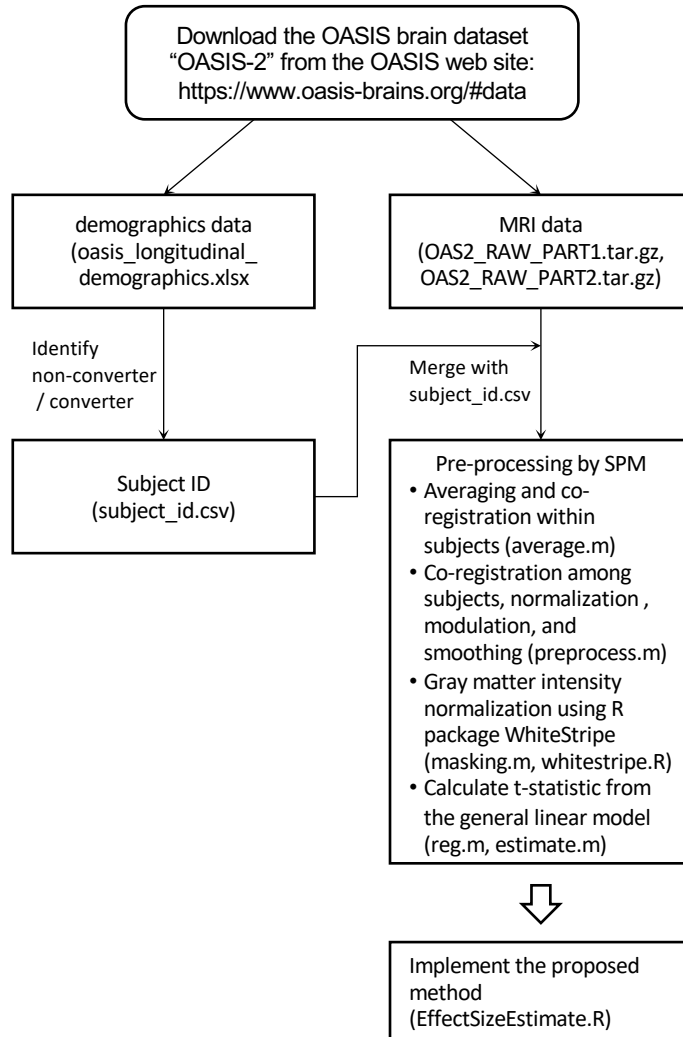 Download the OASIS brain dataset
“OASIS-2” from the OASIS web site:
https://www.oasis-brains.org/#data
demographics data
(oasis_longitudinal_
demographics.xlsx
MRI data
(OAS2_RAW_PART1.tar.gz,
OAS2_RAW_PART2.tar.gz)
Identify
non-converter
/ converter
Merge with
subject_id.csv
Subject ID
(subject_id.csv)
Pre-processing by SPM
• Averaging and co-
registration within
subjects (average.m)
• Co-registration among
subjects, normalization ,
modulation, and
smoothing (preprocess.m)
• Gray matter intensity
normalization using R
package WhiteStripe
(masking.m, whitestripe.R)
• Calculate t-statistic from
the general linear model
(reg.m, estimate.m)
Implement the proposed
method
(EffectSizeEstimate.R)